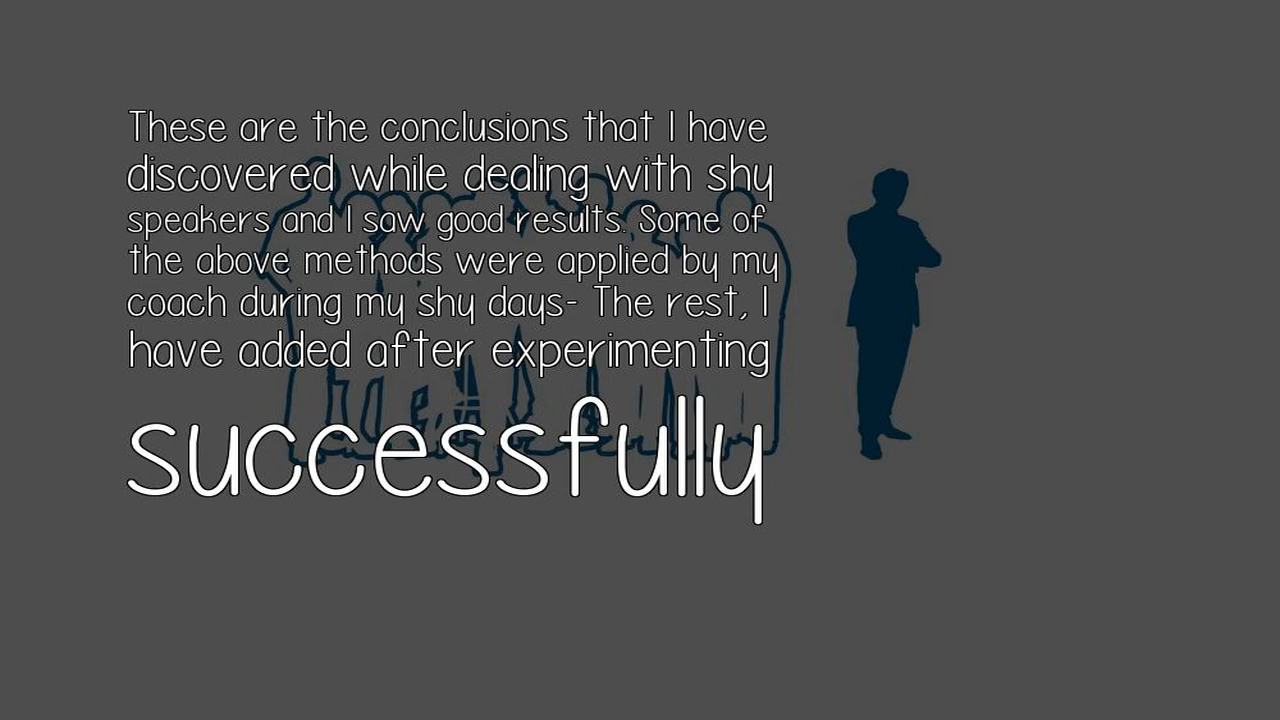 These are the conclusions that I have
discovered while dealing with shy
speakers and I saw good results. Some of
the above methods were applied by my
coach during my shy days- The rest, I
have added after experimenting
successfully